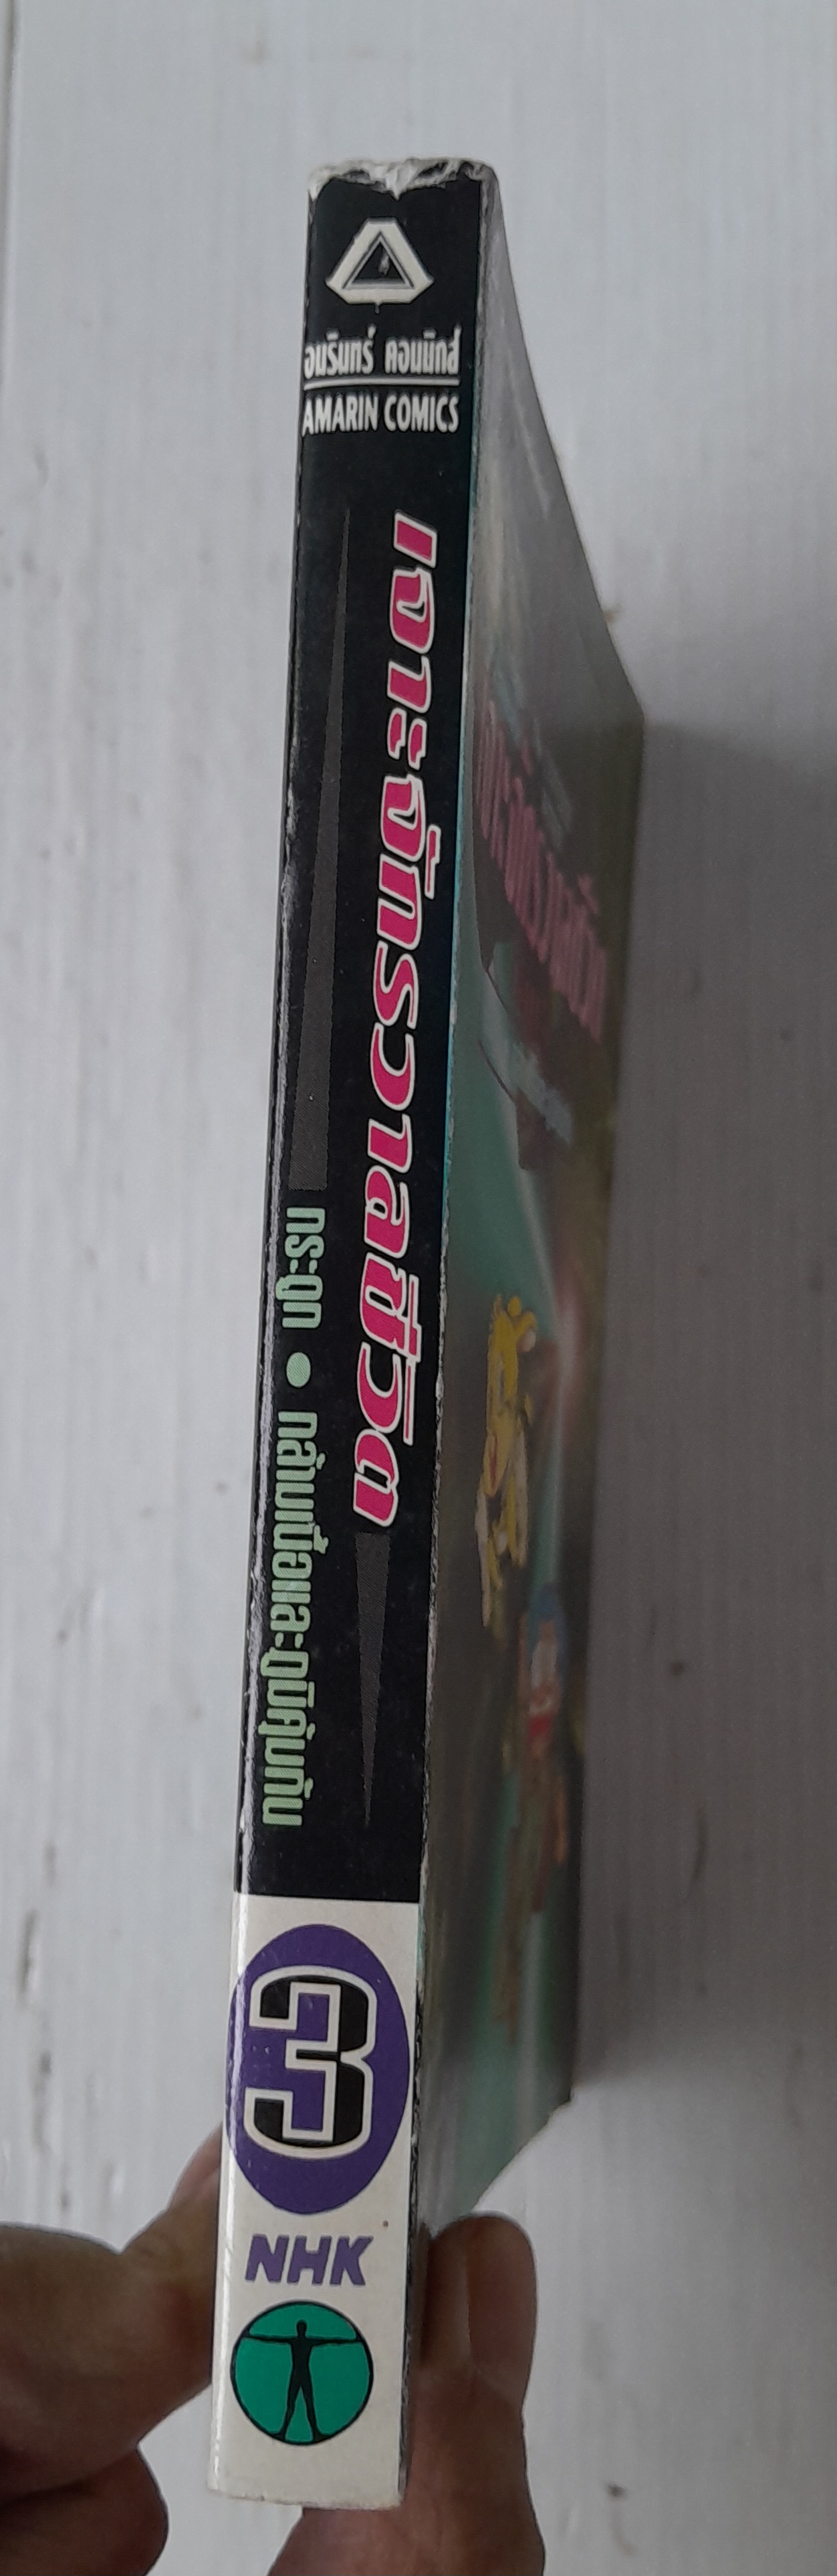 อมรินทร์ คอมมิกส์
AMARIN COMICS
เจาะจักรวาลชีวิต
กระดูก • กล้ามเนื้อและภูมิคุ้มกัน
3
NHK